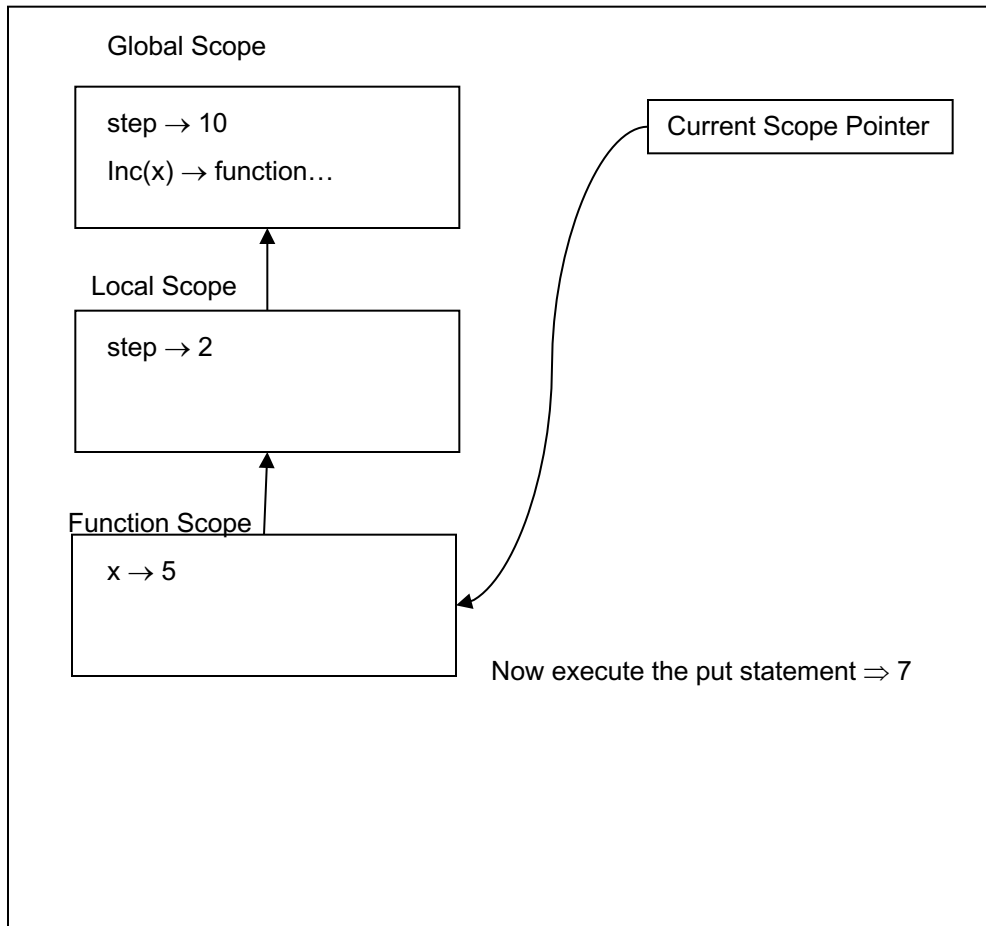 Global Scope
step → 10
Inc(x) → function…
Current Scope Pointer
Local Scope
step → 2
Function Scope
x → 5
Now execute the put statement ⇒ 7